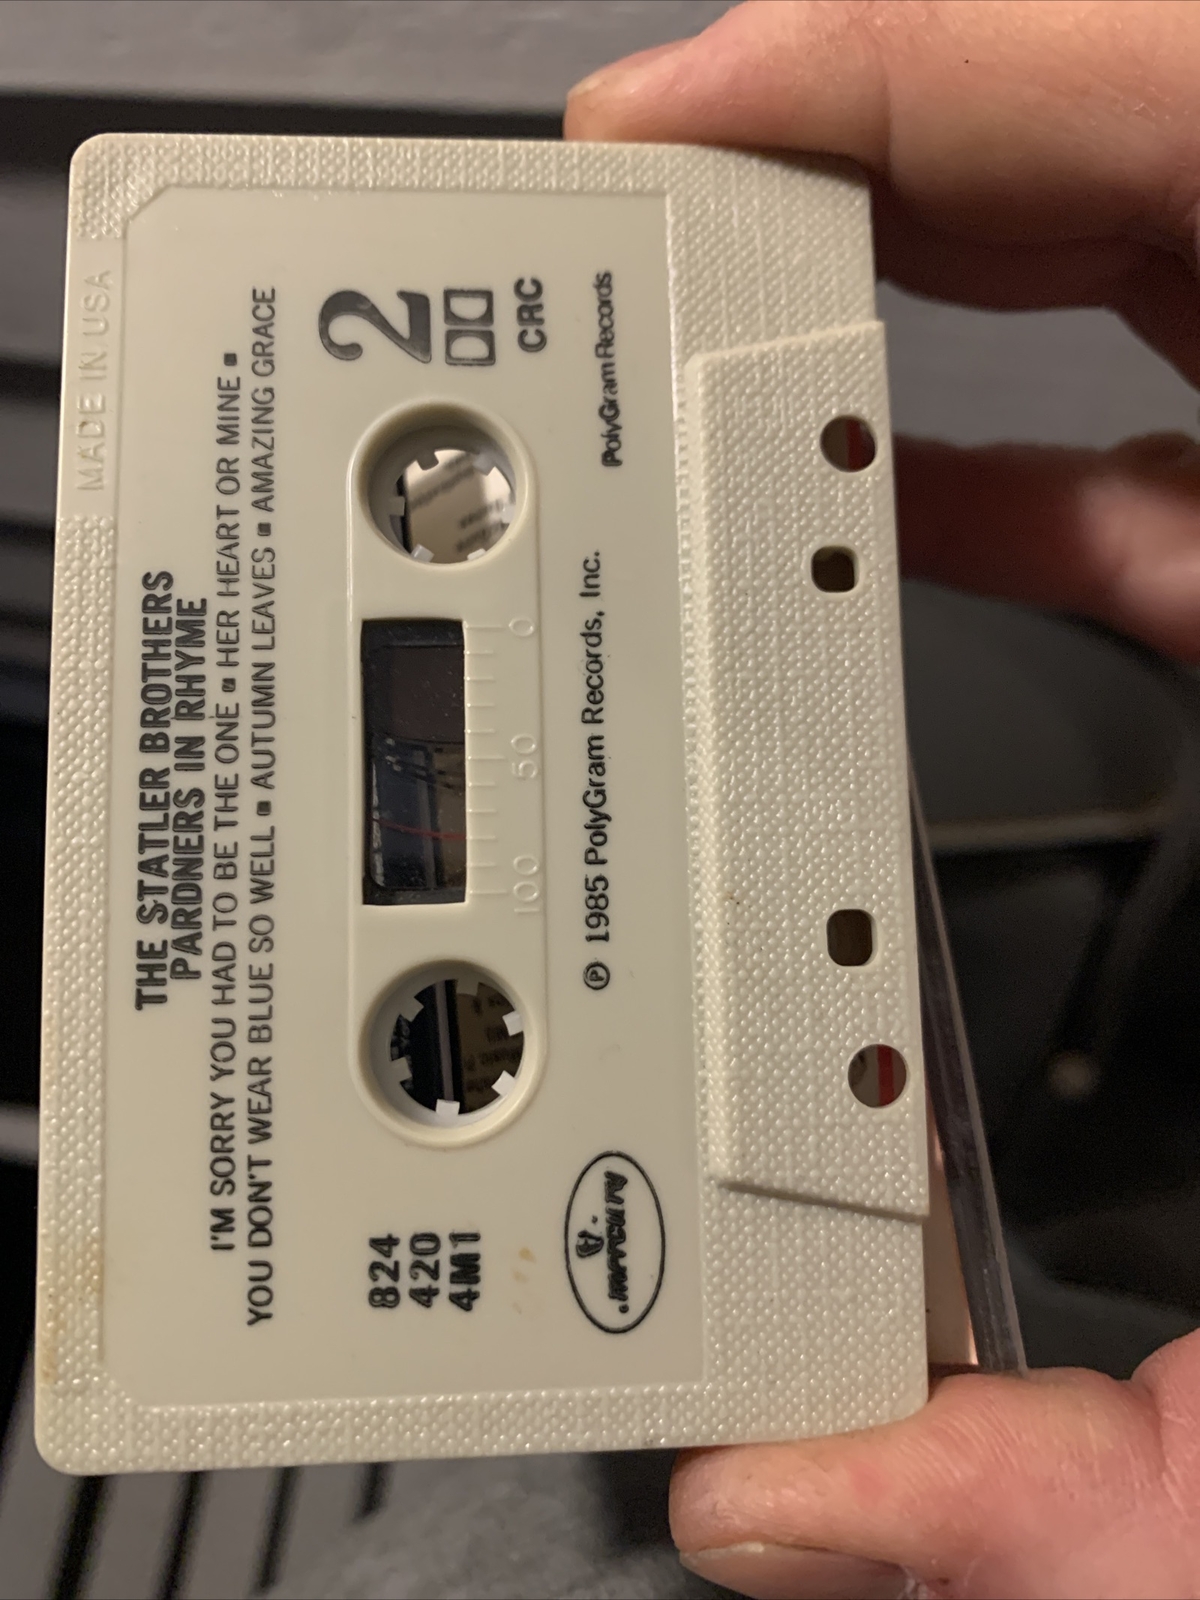 MADE IN USA
THE STATLER BROTHERS
PARDNERS IN RHYME
I'M SORRY YOU HAD TO BE THE ONE ▪ HER HEART OR MINE ▪
YOU DON'T WEAR BLUE SO WELL ▪ AUTUMN LEAVES ▪ AMAZING GRACE
824
420
4M1
2
CRC
100 50 0
℗ 1985 PolyGram Records, Inc.
PolyGram Records
mercury